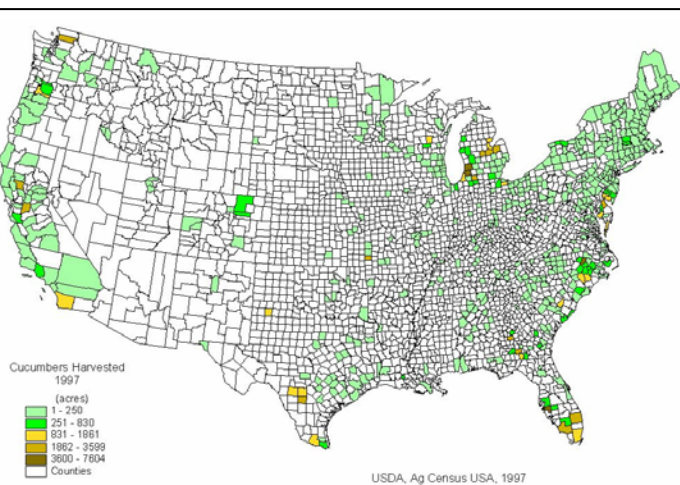 Cucumbers Harvested
1997
(acres)
1 - 250
251 - 830
831 - 1861
1862 - 3599
3600 - 7604
Counties
USDA, Ag Census USA, 1997